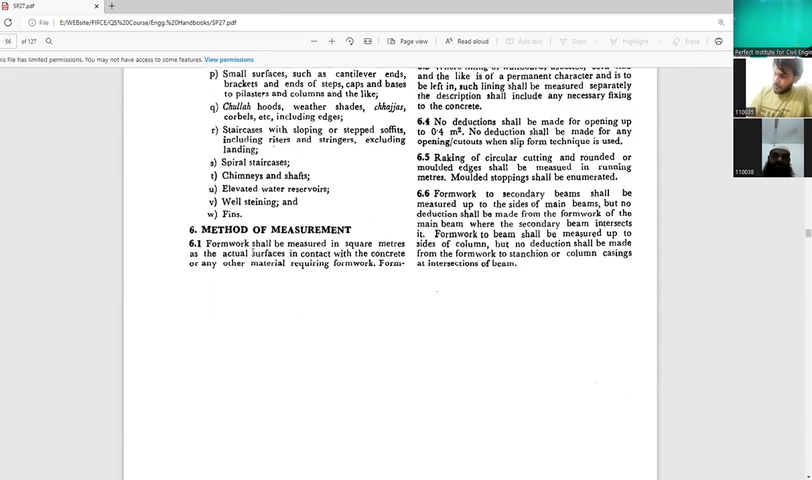 SP27.pdf
File | E:/WEBsite/PIFCE/QS%20Course/Engg.%20Handbooks/SP27.pdf
56 of 127
Page view
Read aloud
Add text
Draw
Highlight
Erase
his file has limited permissions. You may not have access to some features. View permissions
p) Small surfaces, such as cantilever ends,
brackets and ends of steps, caps and bases
to pilasters and columns and the like;
q) Chullah hoods, weather shades, chhajjas,
corbels, etc, including edges;
r) Staircases with sloping or stepped soffits,
including risers and stringers, excluding
landing;
s) Spiral staircases;
t) Chimneys and shafts;
u) Elevated water reservoirs;
v) Well steining; and
w) Fins.
6. METHOD OF MEASUREMENT
6.1 Formwork shall be measured in square metres
as the actual surfaces in contact with the concrete
or any other material requiring formwork. Form-
and the like is of a permanent character and is to
be left in, such lining shall be measured separately
the description shall include any necessary fixing
to the concrete.
6.4 No deductions shall be made for opening up
to 0·4 m². No deduction shall be made for any
opening/cutouts when slip form technique is used.
6.5 Raking of circular cutting and rounded or
moulded edges shall be measued in running
metres. Moulded stoppings shall be enumerated.
6.6 Formwork to secondary beams shall be
measured up to the sides of main beams, but no
deduction shall be made from the formwork of the
main beam where the secondary beam intersects
it. Formwork to beam shall be measured up to
sides of column, but no deduction shall be made
from the formwork to stanchion or column casings
at intersections of beam.
Perfect Institute for Civil Engin
110035
110038